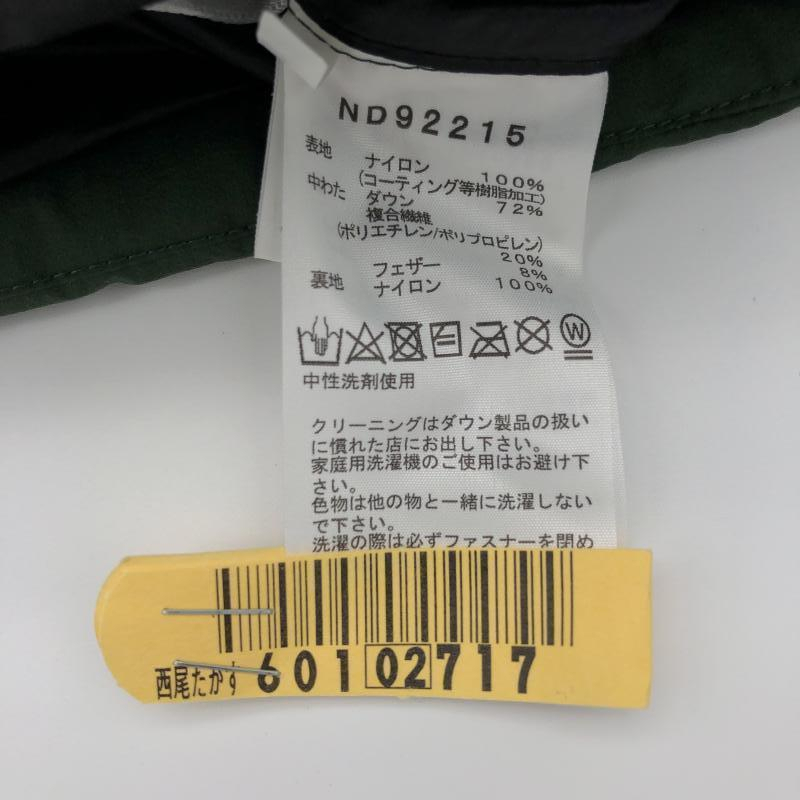 ND92215
表地 ナイロン 100%
(コーティング等樹脂加工)
中わた ダウン 72%
複合繊維
(ポリエチレン/ポリプロピレン)
20%
フェザー 8%
裏地 ナイロン 100%
W
中性洗剤使用
クリーニングはダウン製品の扱い
に慣れた店にお出し下さい。
家庭用洗濯機のご使用はお避け下
さい。
色物は他の物と一緒に洗濯しない
で下さい。
洗濯の際は必ずファスナーを閉め
西尾たかす 60102717